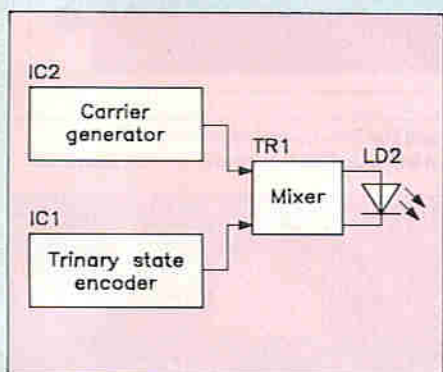 IC2
Carrier
generator
TR1
LD2
Mixer
IC1
Trinary state
encoder